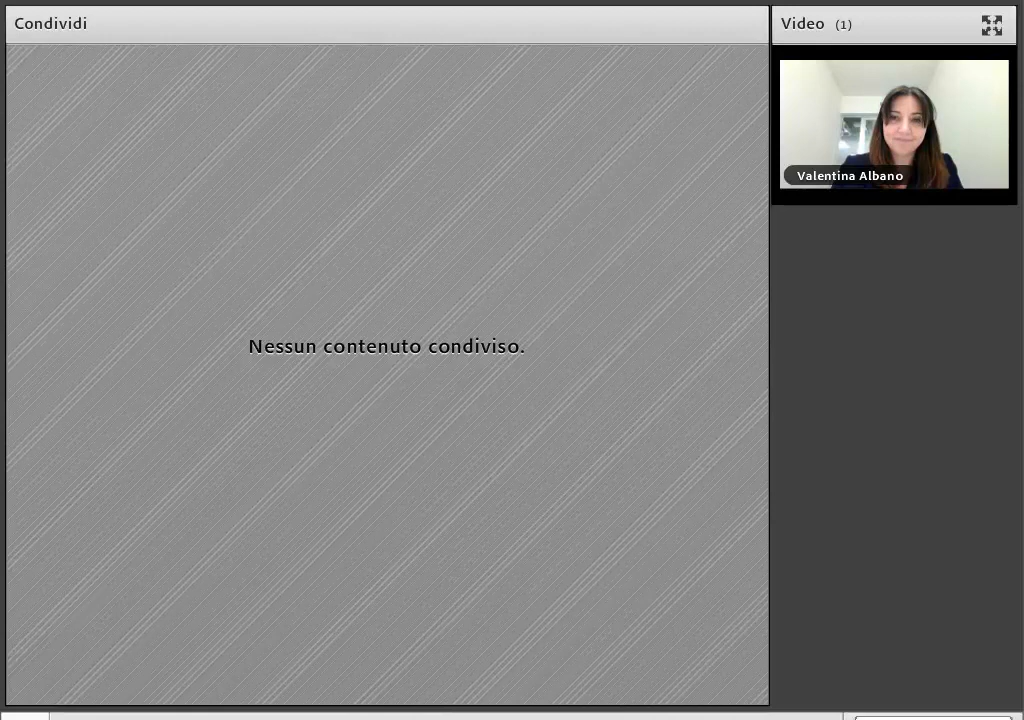 Condividi
Video (1)
Valentina Albano
Nessun contenuto condiviso.